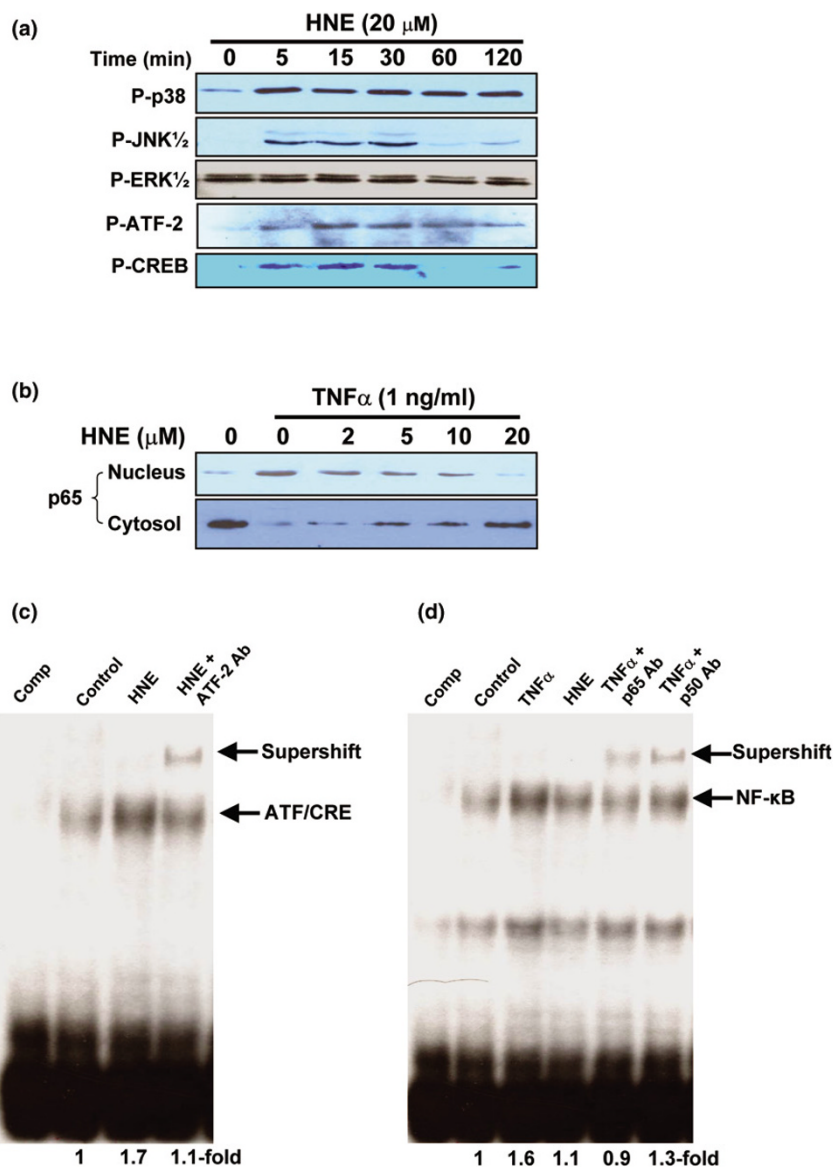 (a)
HNE (20 μM)
Time (min) 0 5 15 30 60 120
P-p38
P-JNK½
P-ERK½
P-ATF-2
P-CREB
(b)
TNFα (1 ng/ml)
HNE (μM) 0 0 2 5 10 20
p65
Nucleus
Cytosol
(c)
Comp
Control
HNE
HNE +
ATF-2 Ab
Supershift
ATF/CRE
1 1.7 1.1-fold
(d)
Comp
Control
TNFα
HNE
TNFα +
p65 Ab
TNFα +
p50 Ab
Supershift
NF-κB
1 1.6 1.1 0.9 1.3-fold